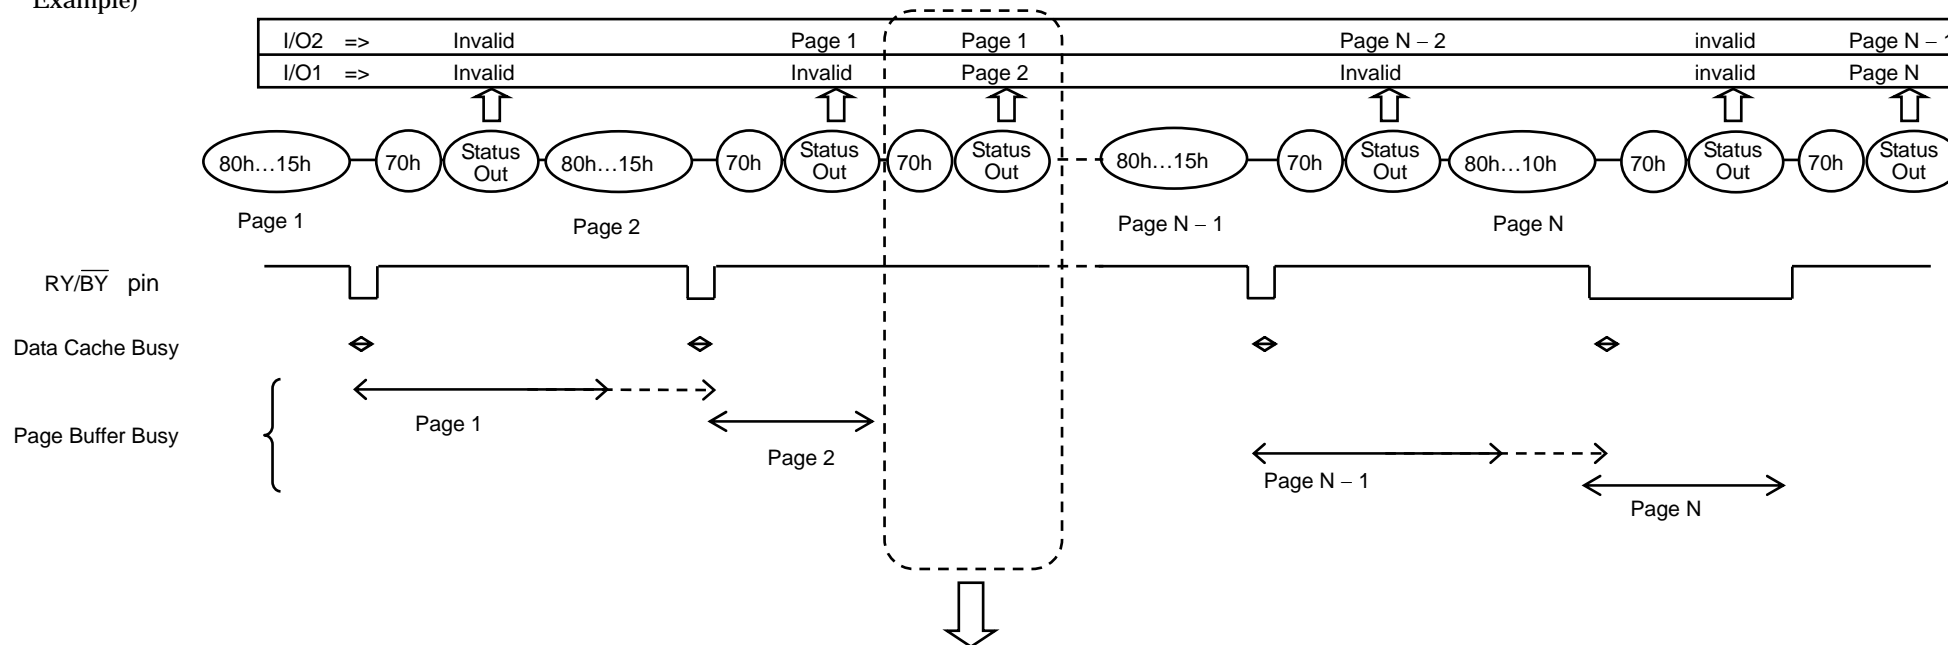 Example)
I/O2 => Invalid Page 1 Page 1 Page N − 2 invalid Page N − 1
I/O1 => Invalid Invalid Page 2 Invalid invalid Page N
80h…15h 70h Status Out 80h…15h 70h Status Out 70h Status Out 80h…15h 70h Status Out 80h…10h 70h Status Out 70h Status Out
Page 1 Page 2 Page N − 1 Page N
RY/B̅Y̅ pin
Data Cache Busy
Page 1
Page Buffer Busy
Page 2
Page N − 1
Page N